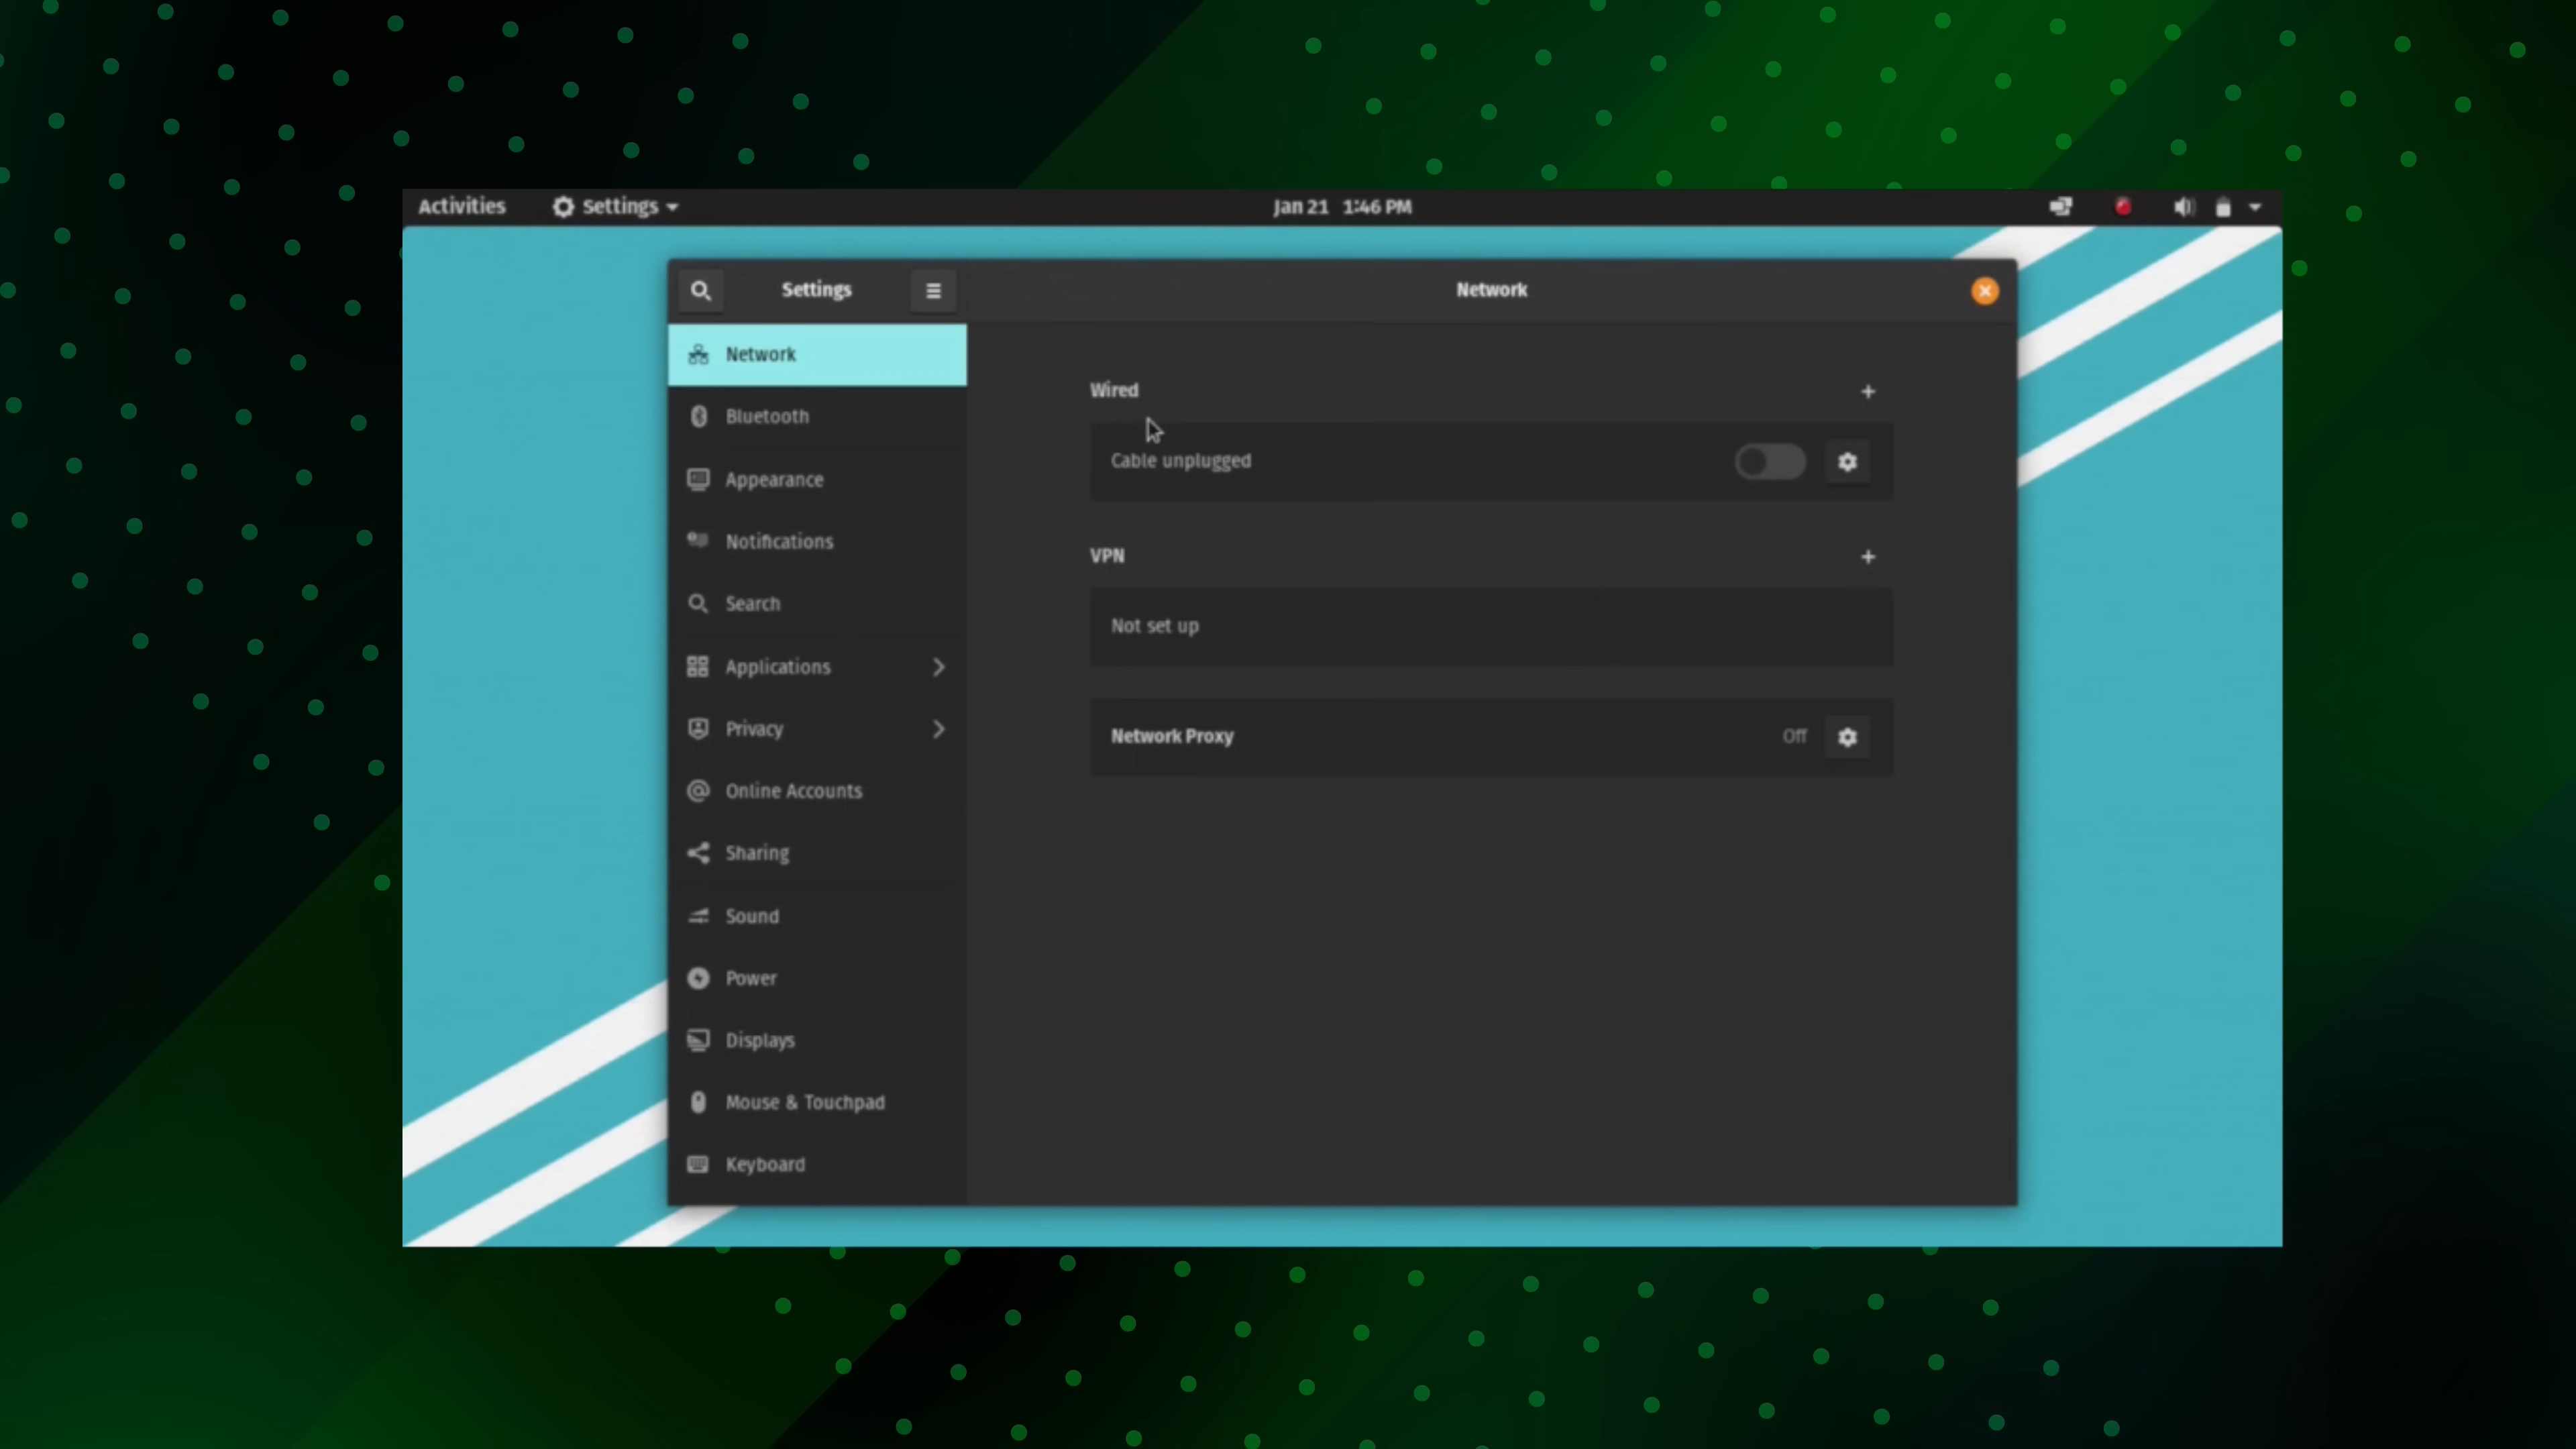 Activities
Settings
Jan 21 1:46 PM
Settings
Network
Network
Bluetooth
Appearance
Notifications
Search
Applications
Privacy
Online Accounts
Sharing
Sound
Power
Displays
Mouse & Touchpad
Keyboard
Wired
Cable unplugged
VPN
Not set up
Network Proxy
Off